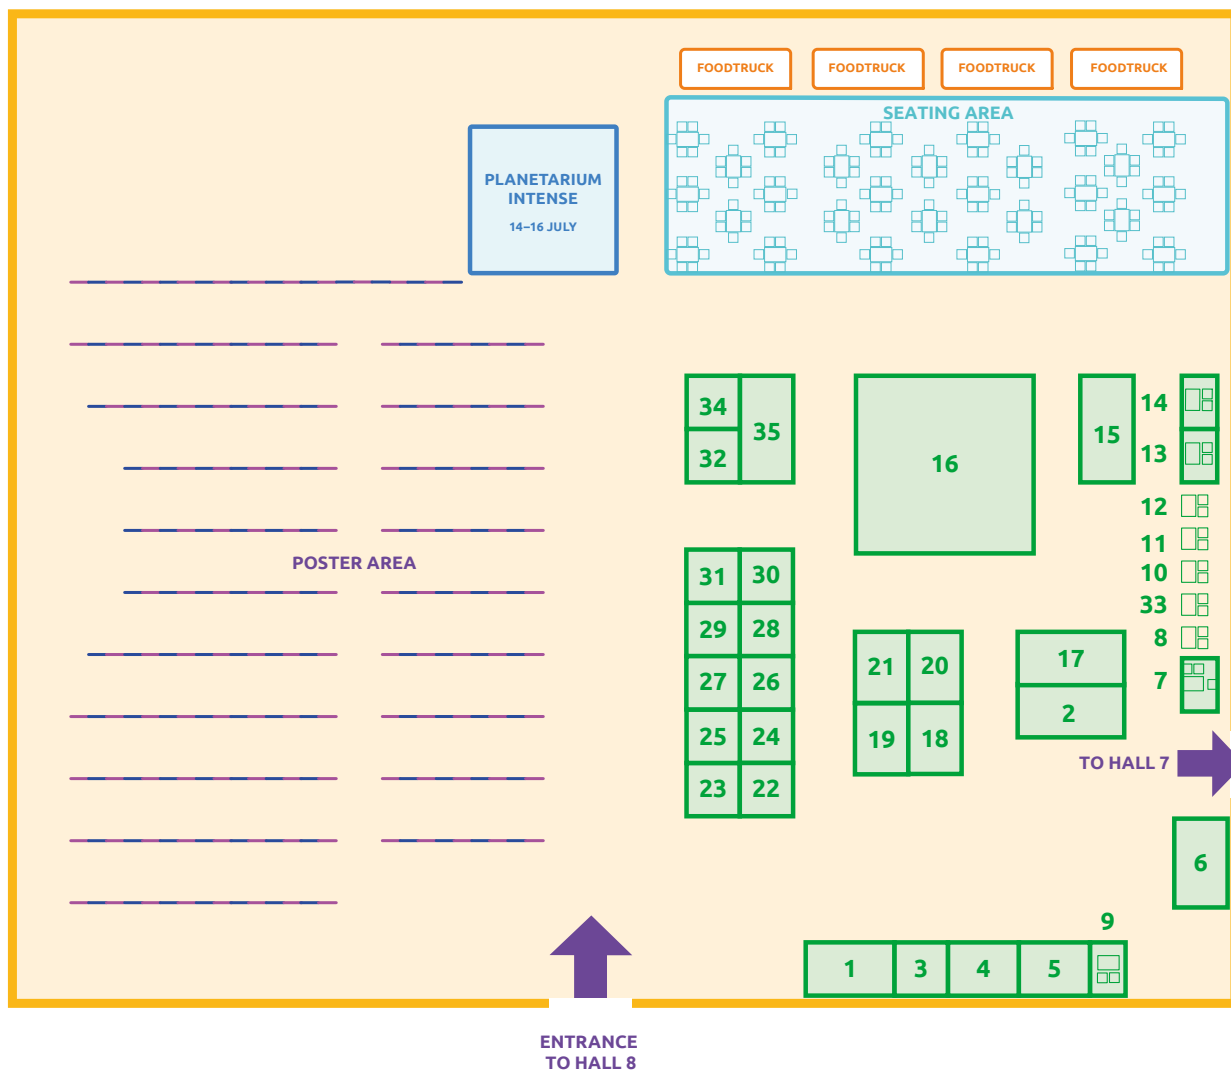 FOODTRUCK FOODTRUCK FOODTRUCK FOODTRUCK
SEATING AREA
PLANETARIUM
INTENSE
14–16 JULY
34
35
32
16
15
14
13
12
11
10
33
8
7
POSTER AREA
31 30
29 28
27 26
25 24
23 22
21 20
19 18
17
2
TO HALL 7
6
9
1 3 4 5
ENTRANCE
TO HALL 8